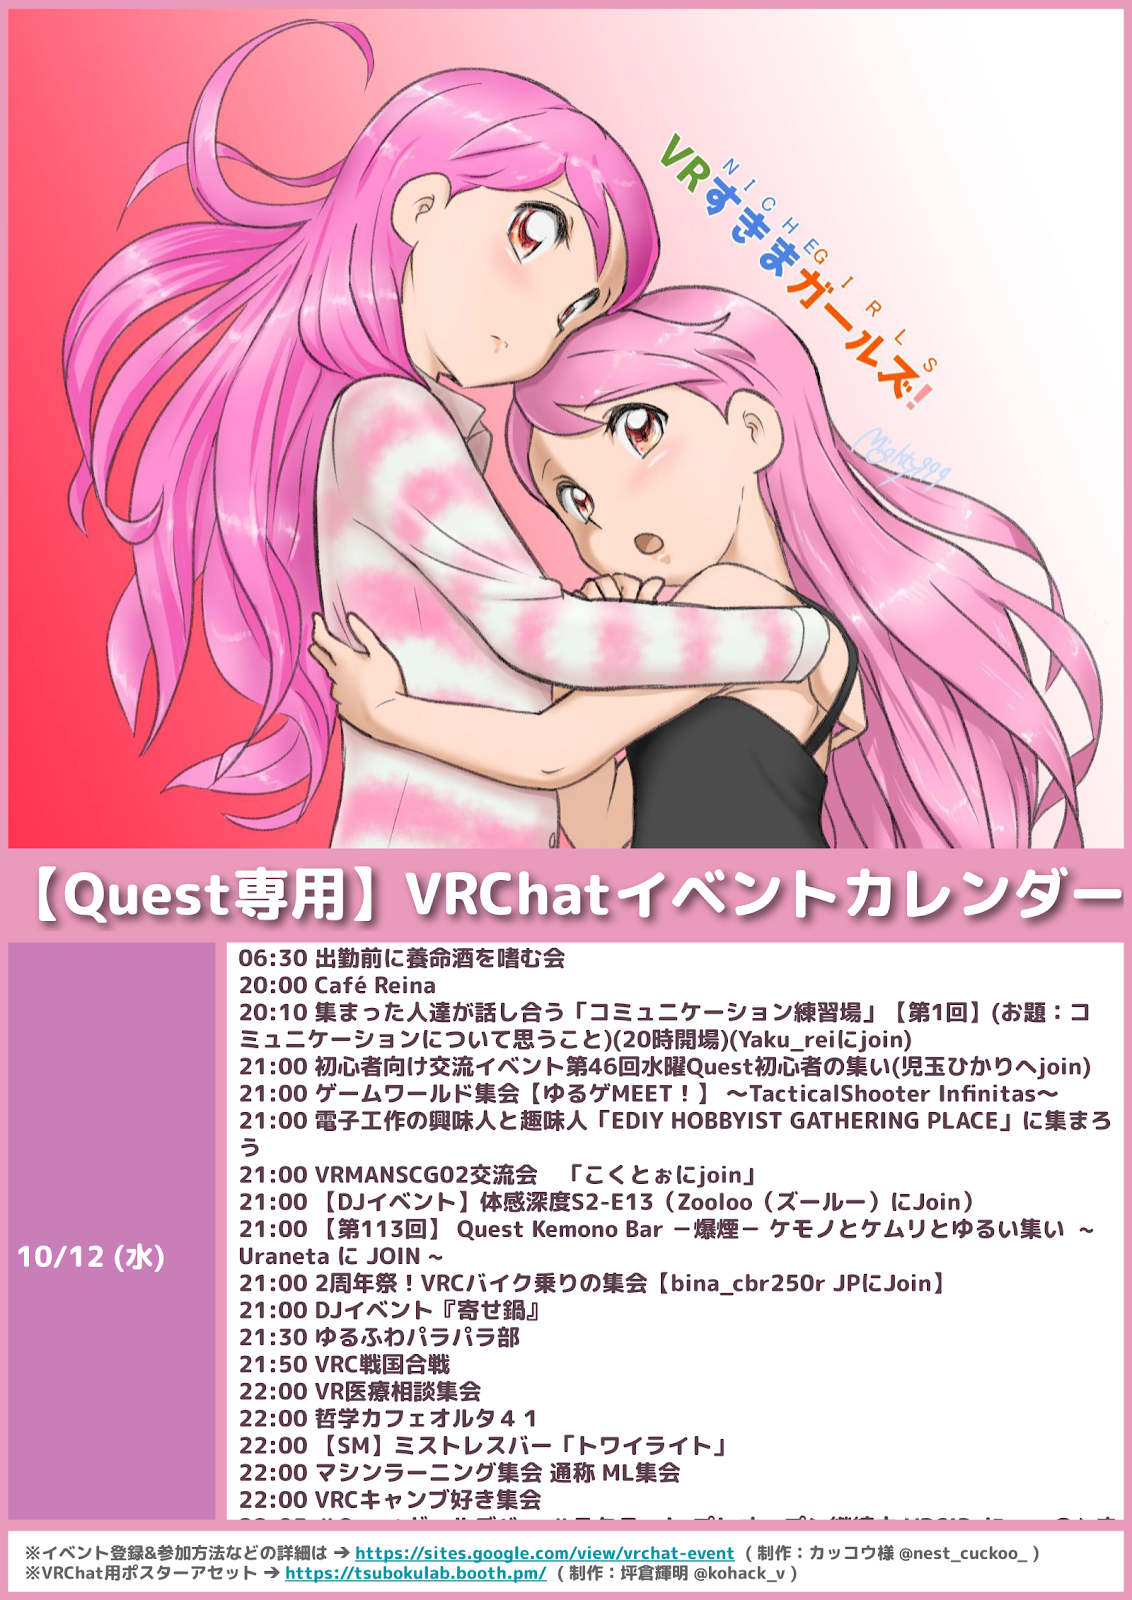 NICHE GIRLS
VRすきまガールズ!
Mighty999
【Quest専用】VRChatイベントカレンダー
10/12 (水)
06:30 出勤前に養命酒を嗜む会
20:00 Café Reina
20:10 集まった人達が話し合う「コミュニケーション練習場」【第1回】(お題：コ
ミュニケーションについて思うこと)(20時開場)(Yaku_reiにjoin)
21:00 初心者向け交流イベント第46回水曜Quest初心者の集い(児玉ひかりへjoin)
21:00 ゲームワールド集会【ゆるゲMEET！】 〜TacticalShooter Infinitas〜
21:00 電子工作の興味人と趣味人「EDIY HOBBYIST GATHERING PLACE」に集まろ
う
21:00 VRMANSCG02交流会　「こくとぉにjoin」
21:00 【DJイベント】体感深度S2-E13（Zooloo（ズールー）にJoin）
21:00 【第113回】 Quest Kemono Bar －爆煙－ ケモノとケムリとゆるい集い ~
Uraneta に JOIN ~
21:00 2周年祭！VRCバイク乗りの集会【bina_cbr250r JPにJoin】
21:00 DJイベント『寄せ鍋』
21:30 ゆるふわパラパラ部
21:50 VRC戦国合戦
22:00 VR医療相談集会
22:00 哲学カフェオルタ４１
22:00 【SM】ミストレスバー「トワイライト」
22:00 マシンラーニング集会 通称 ML集会
22:00 VRCキャンプ好き集会
※イベント登録&参加方法などの詳細は ➔ https://sites.google.com/view/vrchat-event ( 制作：カッコウ様 @nest_cuckoo_ )
※VRChat用ポスターアセット ➔ https://tsubokulab.booth.pm/ ( 制作：坪倉輝明 @kohack_v )